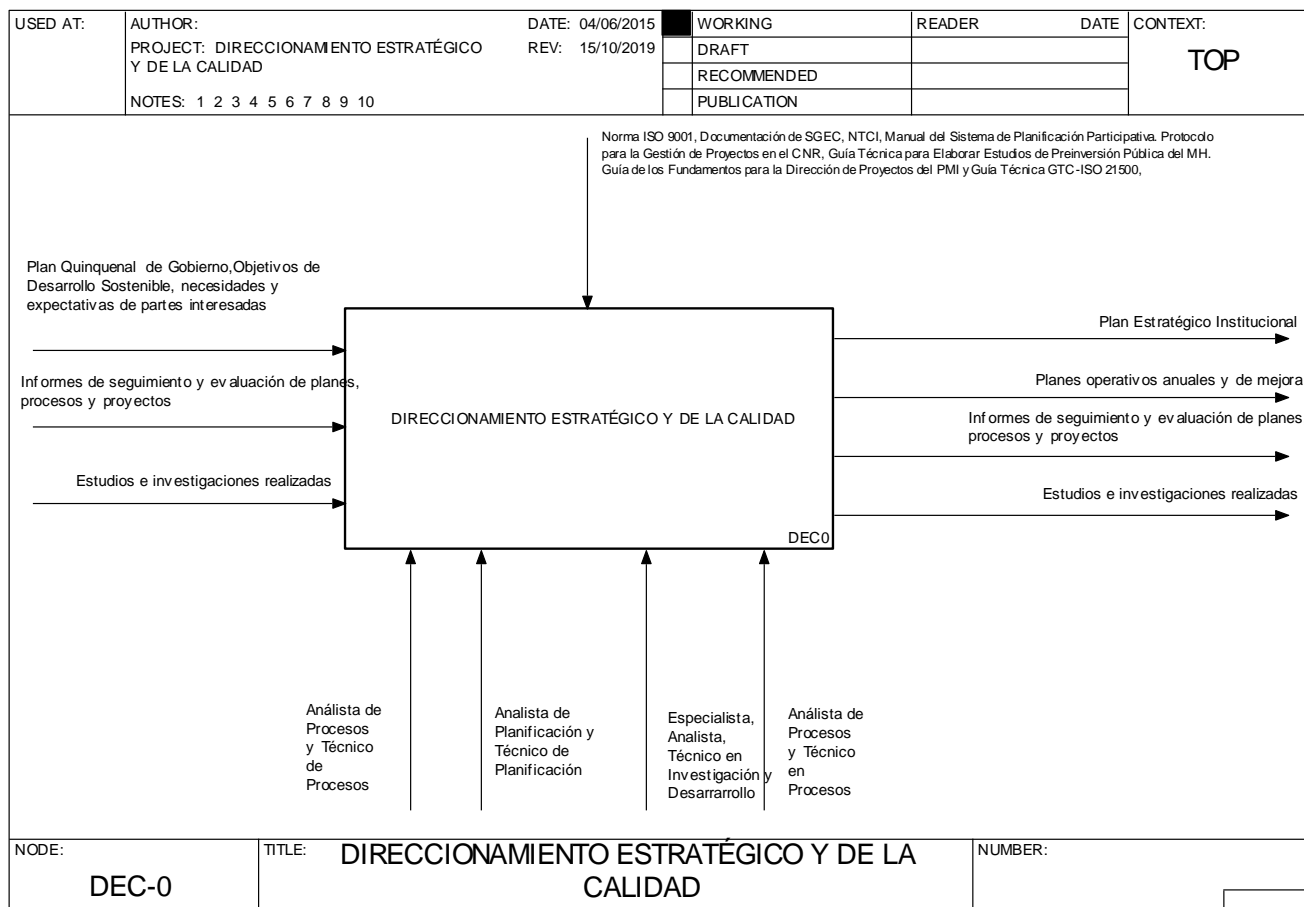 USED AT:
AUTHOR:
DATE: 04/06/2015
PROJECT: DIRECCIONAMIENTO ESTRATÉGICO
Y DE LA CALIDAD
REV: 15/10/2019
NOTES: 1 2 3 4 5 6 7 8 9 10
WORKING
DRAFT
RECOMMENDED
PUBLICATION
READER DATE
CONTEXT:
TOP
Norma ISO 9001, Documentación de SGEC, NTCI, Manual del Sistema de Planificación Participativa. Protocolo
para la Gestión de Proyectos en el CNR, Guía Técnica para Elaborar Estudios de Preinversión Pública del MH.
Guía de los Fundamentos para la Dirección de Proyectos del PMI y Guía Técnica GTC-ISO 21500,
Plan Quinquenal de Gobierno,Objetivos de
Desarrollo Sostenible, necesidades y
expectativas de partes interesadas
Informes de seguimiento y evaluación de planes,
procesos y proyectos
Estudios e investigaciones realizadas
DIRECCIONAMIENTO ESTRATÉGICO Y DE LA CALIDAD
DEC0
Plan Estratégico Institucional
Planes operativos anuales y de mejora
Informes de seguimiento y evaluación de planes
procesos y proyectos
Estudios e investigaciones realizadas
Análista de
Procesos
y Técnico
de
Procesos
Analista de
Planificación y
Técnico de
Planificación
Especialista,
Analista,
Técnico en
Investigación y
Desarrarrollo
Análista de
Procesos
y Técnico
en
Procesos
NODE:
DEC-0
TITLE:
DIRECCIONAMIENTO ESTRATÉGICO Y DE LA
CALIDAD
NUMBER: